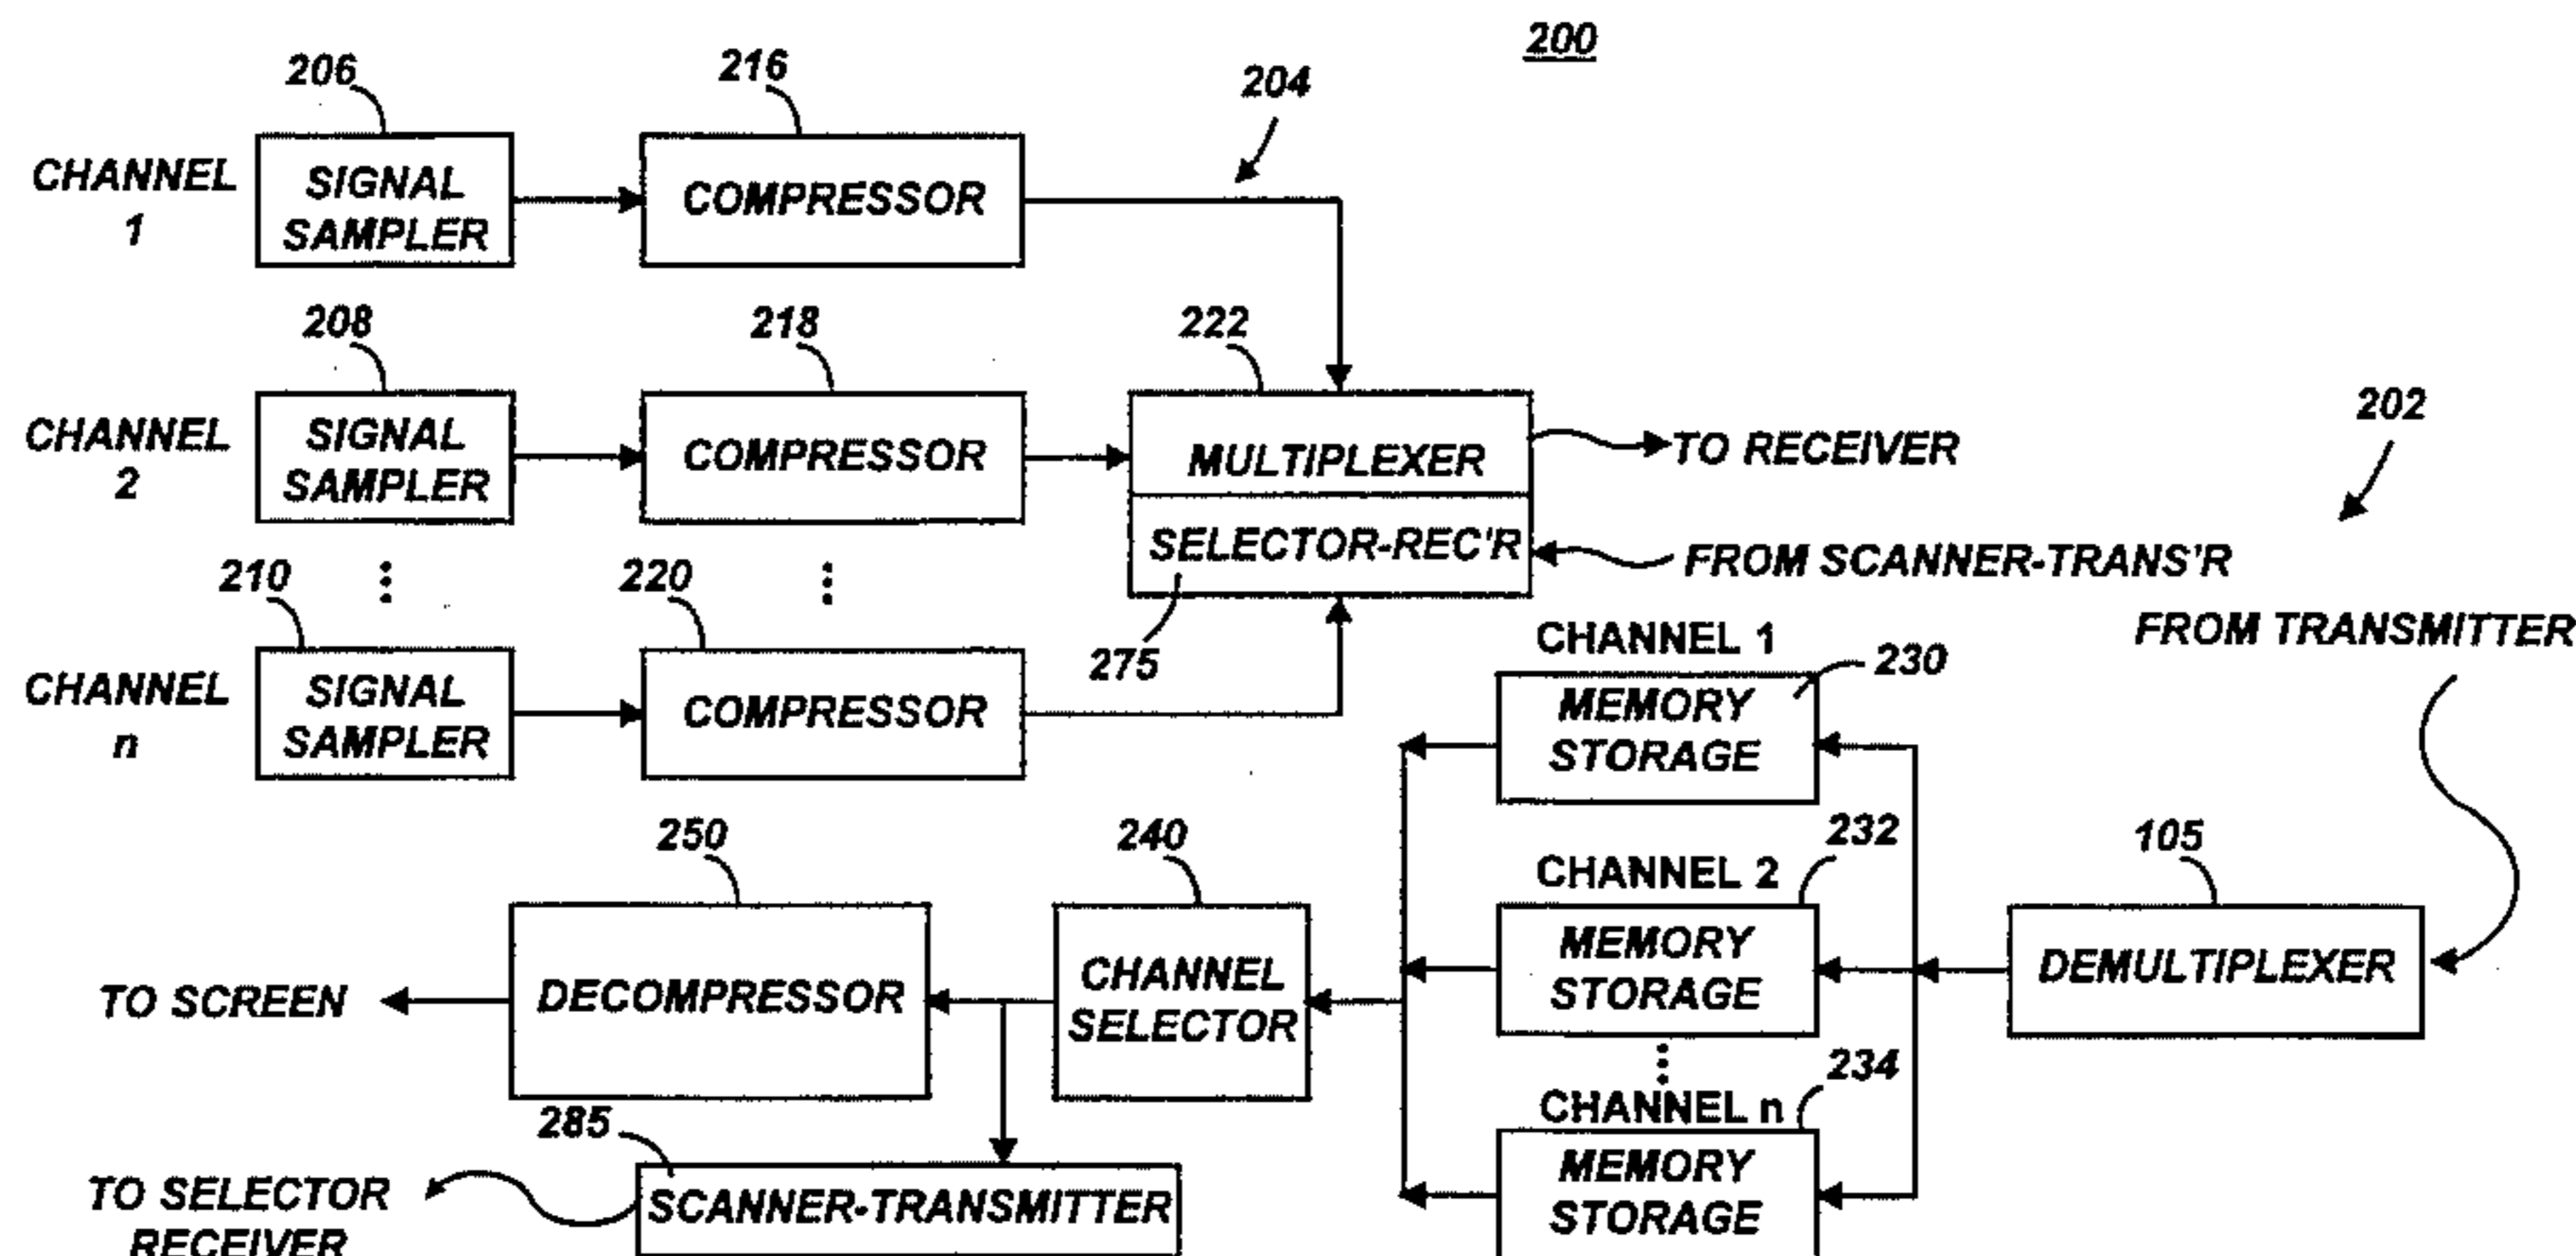 200
206
216
204
CHANNEL
1
SIGNAL
SAMPLER
COMPRESSOR
208
218
222
202
CHANNEL
2
SIGNAL
SAMPLER
COMPRESSOR
MULTIPLEXER
TO RECEIVER
SELECTOR-REC'R
FROM SCANNER-TRANS'R
210
220
275
CHANNEL
n
SIGNAL
SAMPLER
COMPRESSOR
FROM TRANSMITTER
CHANNEL 1
230
MEMORY
STORAGE
CHANNEL 2
232
MEMORY
STORAGE
105
DEMULTIPLEXER
CHANNEL n
234
MEMORY
STORAGE
240
CHANNEL
SELECTOR
250
DECOMPRESSOR
TO SCREEN
285
SCANNER-TRANSMITTER
TO SELECTOR
RECEIVER